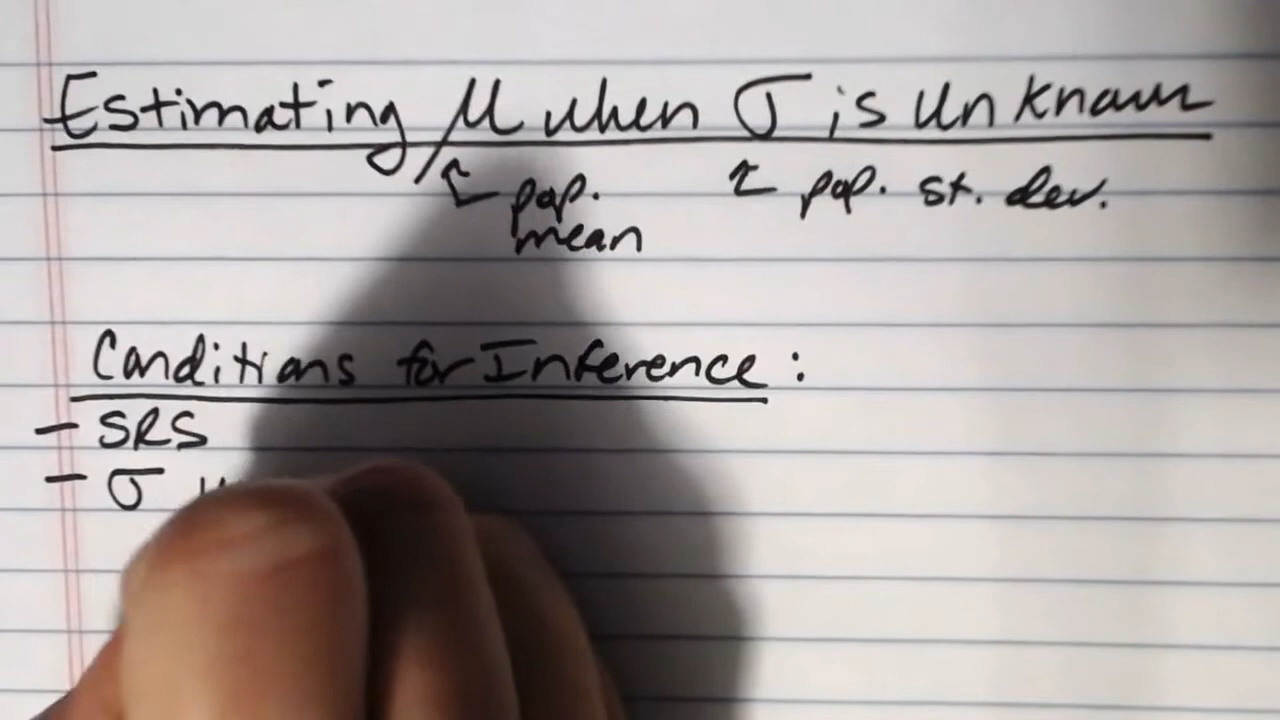 Estimating μ when σ is unknown
↖ pop. mean ↖ pop. st. dev.
Conditions for Inference:
- SRS
- σ